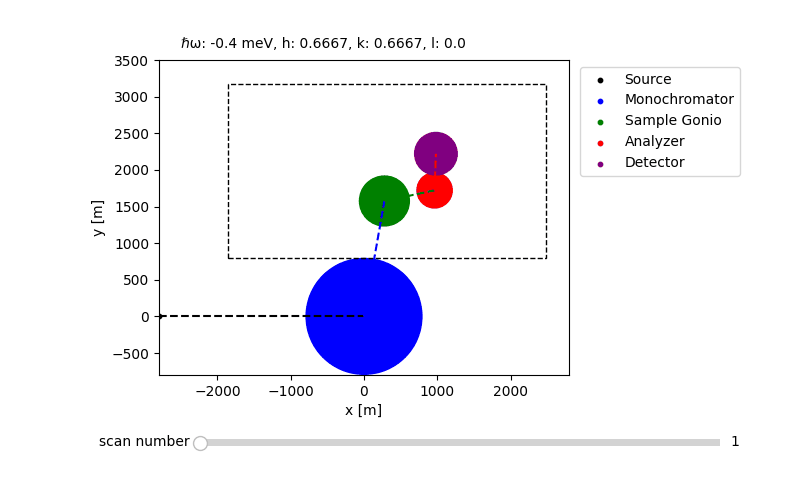 ℏω: -0.4 meV, h: 0.6667, k: 0.6667, l: 0.0
3500
3000
2500
2000
1500
1000
500
0
−500
y [m]
−2000
−1000
0
1000
2000
x [m]
Source
Monochromator
Sample Gonio
Analyzer
Detector
scan number
1